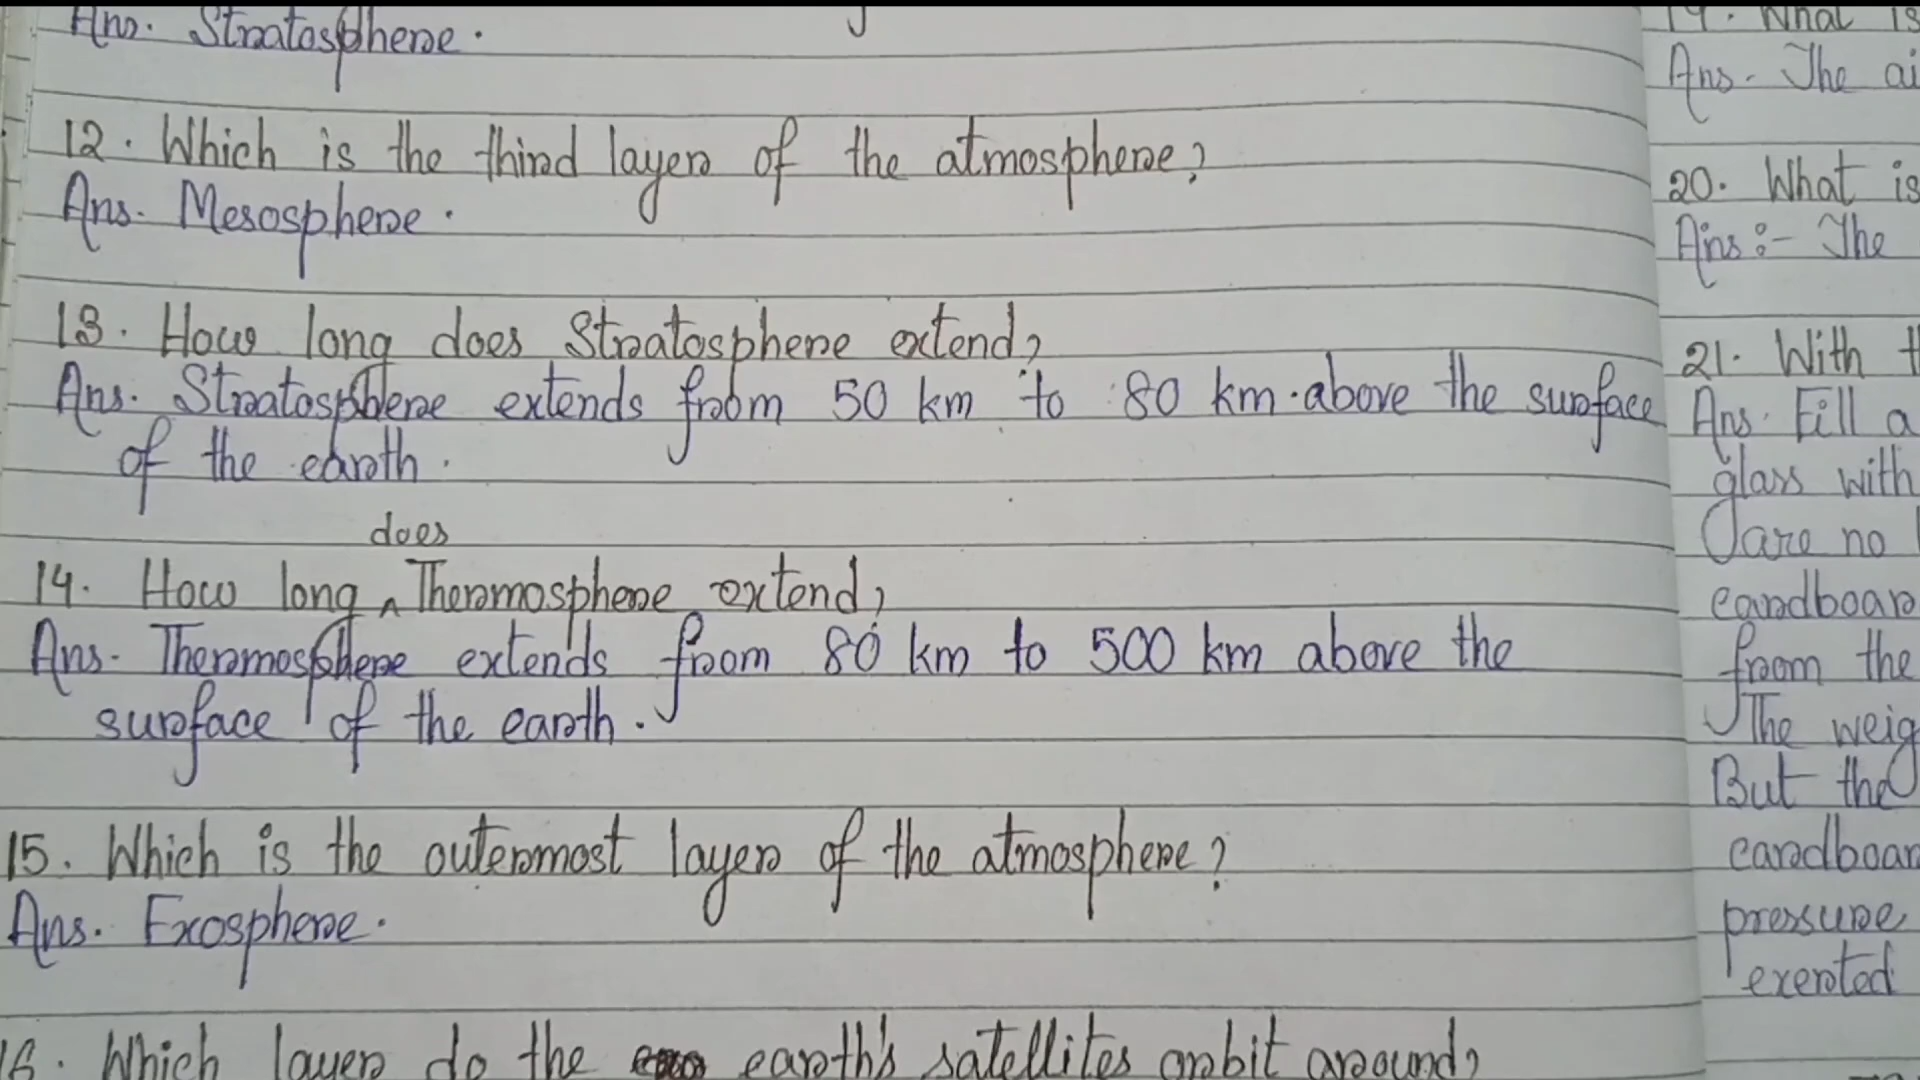 Ans. Stratosphere.
12. Which is the third layer of the atmosphere?
Ans. Mesosphere.
13. How long does Stratosphere extend?
Ans. Stratosphere extends from 50 km to 80 km. above the surface
of the earth.
does
14. How long ^ Thermosphere extend?
Ans. Thermosphere extends from 80 km to 500 km above the
surface of the earth.
15. Which is the outermost layer of the atmosphere?
Ans. Exosphere.
16. Which layer do the earth's satellites orbit around?
19. What is
Ans. The ai
20. What is
Ans:- The
21. With t
Ans. Fill a
glass with
are no
cardboar
from the
The weig
But the
cardboar
pressure
exerted